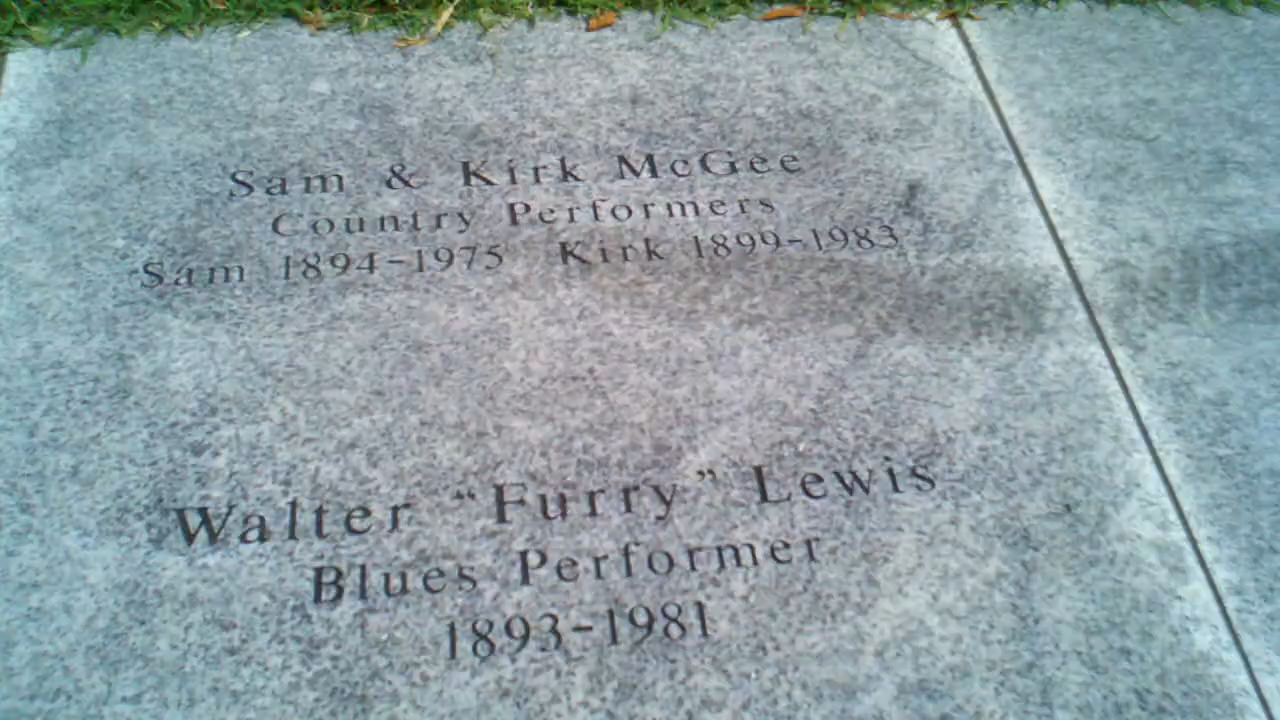 Sam & Kirk McGee
Country Performers
Sam 1894-1975 Kirk 1899-1983
Walter “Furry” Lewis
Blues Performer
1893-1981